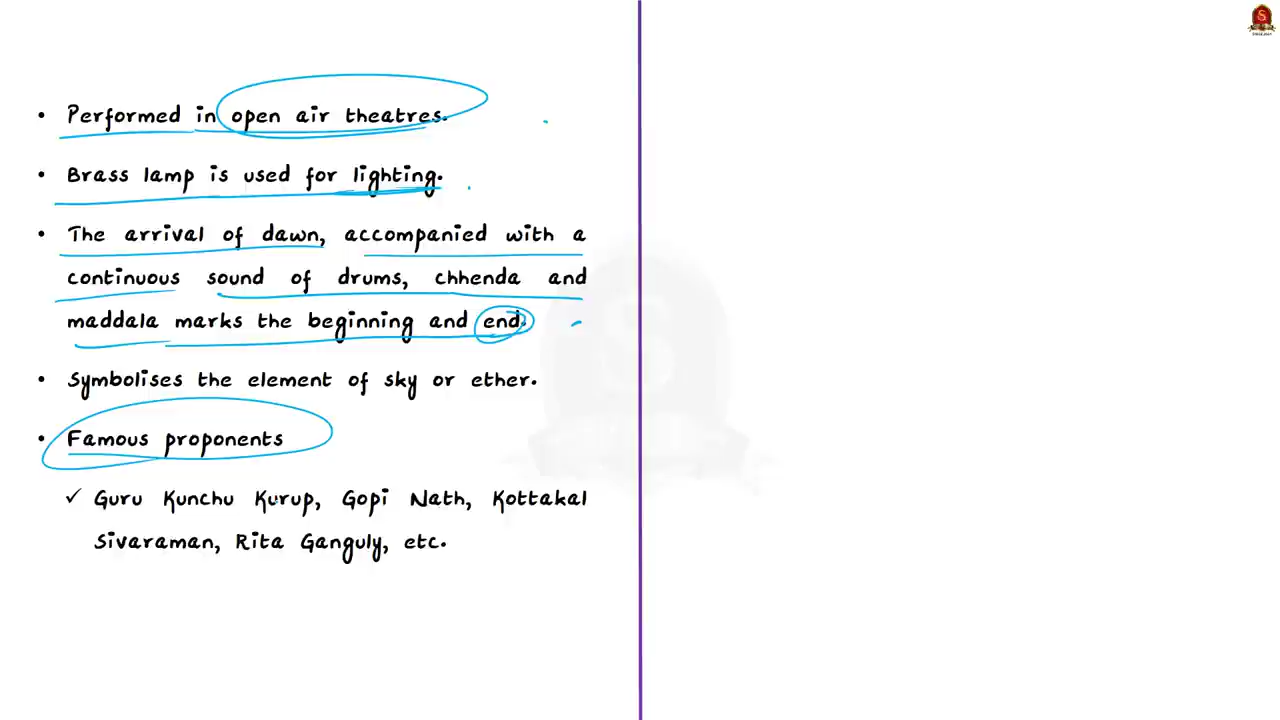 • Performed in open air theatres.
• Brass lamp is used for lighting.
• The arrival of dawn, accompanied with a
continuous sound of drums, chhenda and
maddala marks the beginning and end.
• Symbolises the element of sky or ether.
• Famous proponents
✓ Guru Kunchu Kurup, Gopi Nath, Kottakal
Sivaraman, Rita Ganguly, etc.